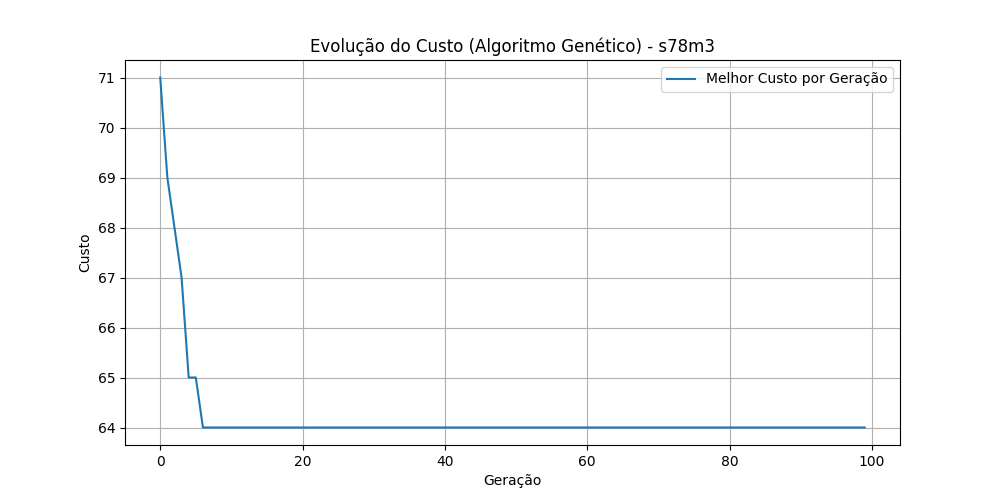 Evolução do Custo (Algoritmo Genético) - s78m3
Melhor Custo por Geração
71
70
69
68
67
66
65
64
Custo
0 20 40 60 80 100
Geração